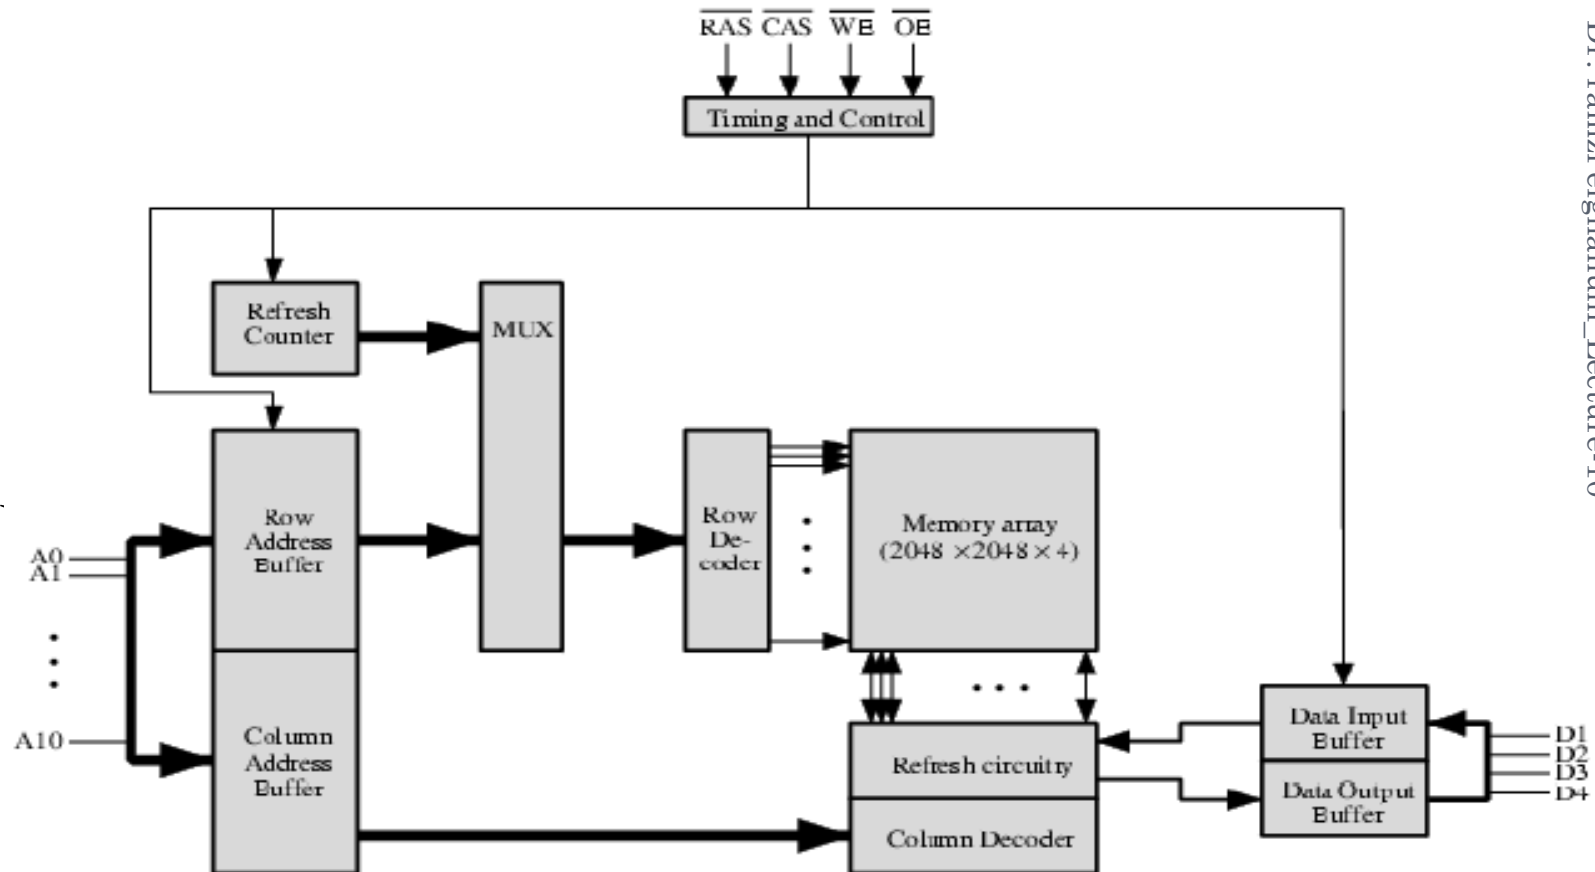 RAS CAS WE OE
Timing and Control
Refresh
Counter
MUX
Row
Address
Buffer
Row
De-
coder
Memory array
(2048 ×2048 × 4)
A0
A1
A10
Column
Address
Buffer
Refresh circuitry
Column Decoder
Data Input
Buffer
Data Output
Buffer
D1
D2
D3
D4